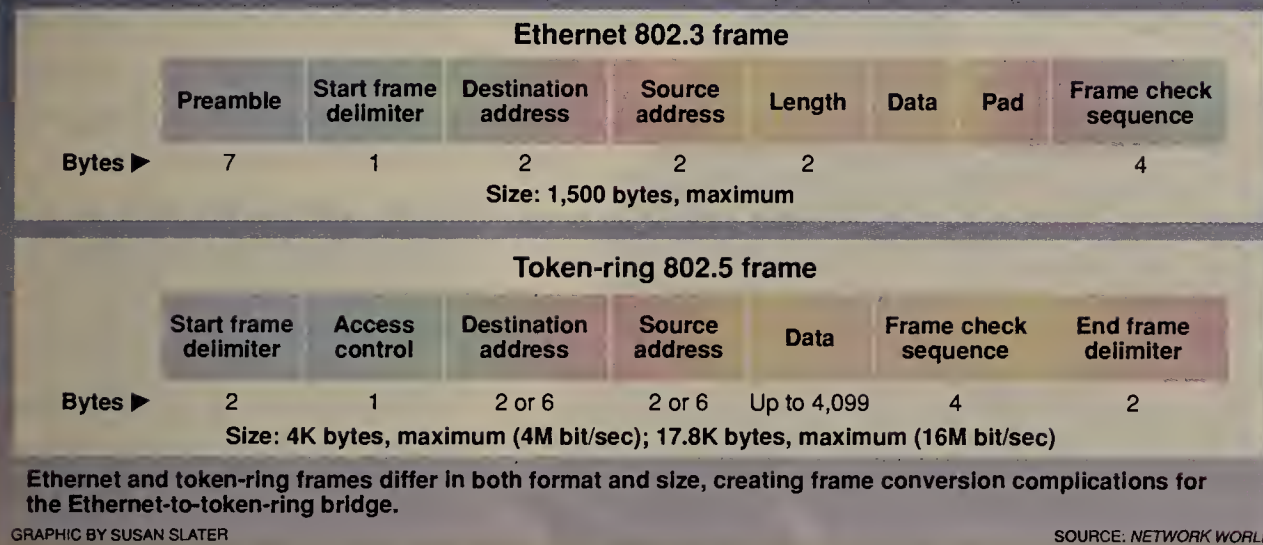 Ethernet 802.3 frame
Preamble Start frame delimiter Destination address Source address Length Data Pad Frame check sequence
Bytes ▶ 7 1 2 2 2 4
Size: 1,500 bytes, maximum
Token-ring 802.5 frame
Start frame delimiter Access control Destination address Source address Data Frame check sequence End frame delimiter
Bytes ▶ 2 1 2 or 6 2 or 6 Up to 4,099 4 2
Size: 4K bytes, maximum (4M bit/sec); 17.8K bytes, maximum (16M bit/sec)
Ethernet and token-ring frames differ in both format and size, creating frame conversion complications for
the Ethernet-to-token-ring bridge.
GRAPHIC BY SUSAN SLATER
SOURCE: NETWORK WORL